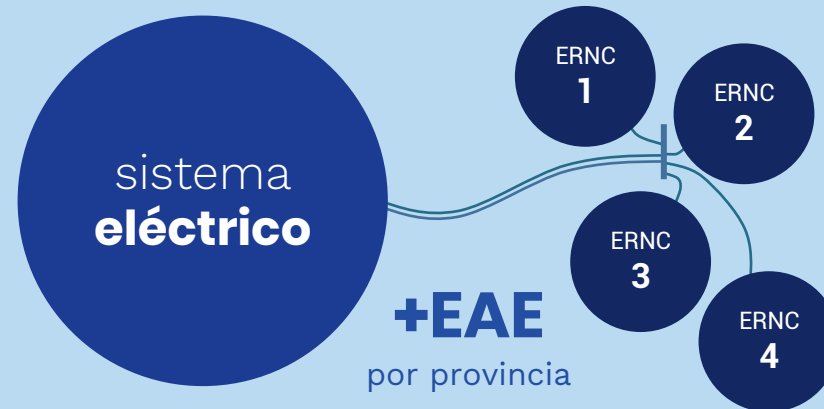 sistema
eléctrico
ERNC
1
ERNC
2
ERNC
3
ERNC
4
+EAE
por provincia